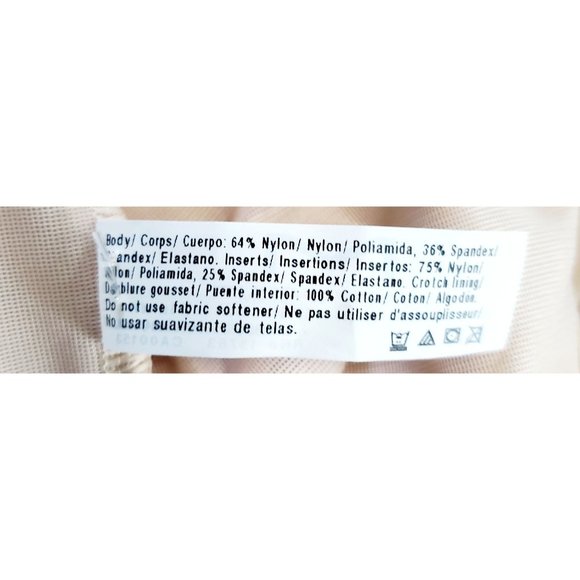 Body/ Corps/ Cuerpo: 64% Nylon/ Nylon/ Poliamida, 36% Spandex/
Spandex/ Elastano. Inserts/ Insertions/ Insertos: 75% Nylon/
Nylon/ Poliamida, 25% Spandex/ Spandex/ Elastano. Crotch lining/
Doublure gousset/ Puente interior: 100% Cotton/ Coton/ Algodon.
Do not use fabric softener/ Ne pas utiliser d'assouplisseur/
No usar suavizante de telas.